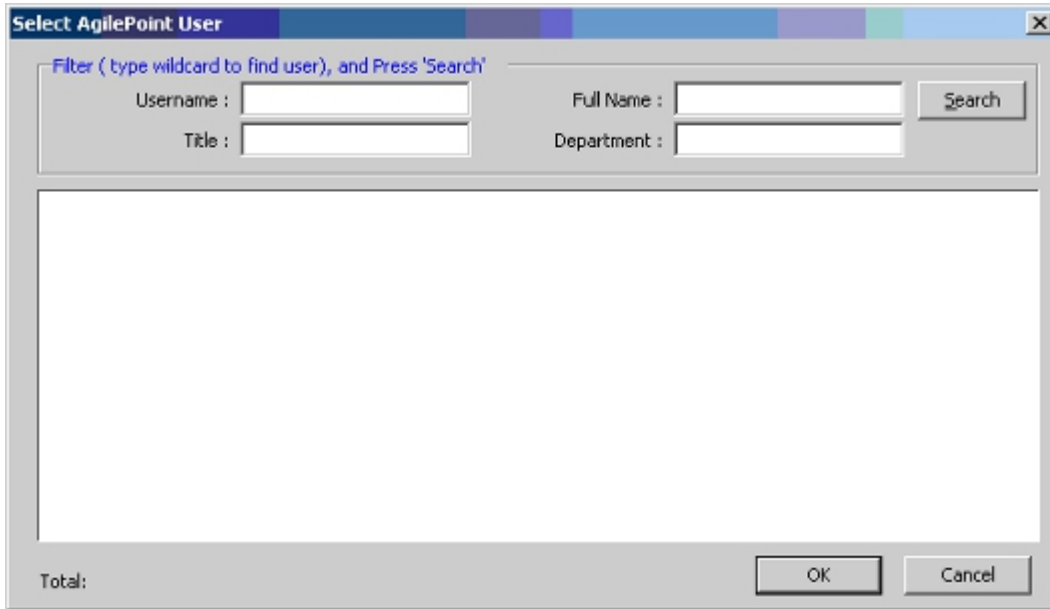 Select AgilePoint User
Filter ( type wildcard to find user), and Press 'Search'
Username : Full Name : Search
Title : Department :
Total: OK Cancel